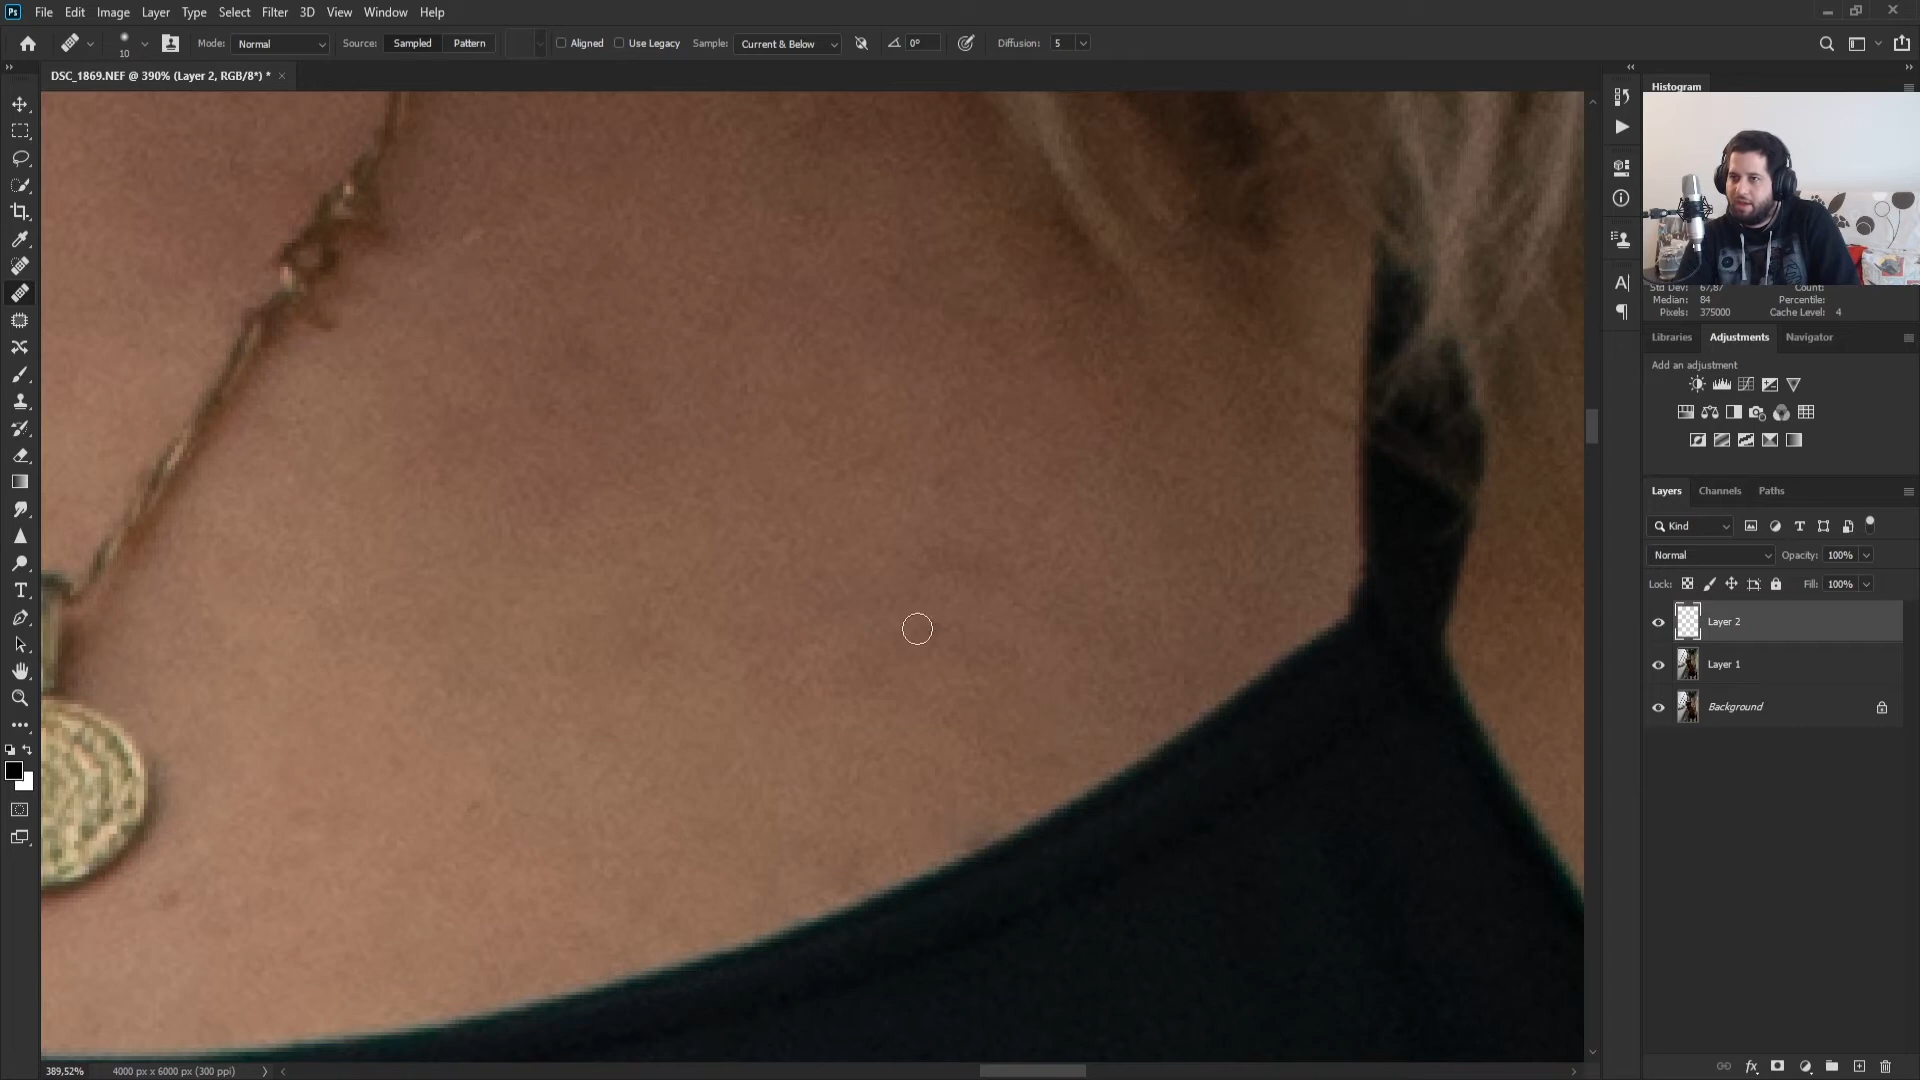 Ps File Edit Image Layer Type Select Filter 3D View Window Help
10 Mode: Normal Source: Sampled Pattern Aligned Use Legacy Sample: Current & Below 0° Diffusion: 5
DSC_1869.NEF @ 390% (Layer 2, RGB/8*) * ×
Histogram
Std Dev: 67,87 Count:
Median: 84 Percentile:
Pixels: 375000 Cache Level: 4
Libraries Adjustments Navigator
Add an adjustment
Layers Channels Paths
Kind
Normal Opacity: 100%
Lock: Fill: 100%
Layer 2
Layer 1
Background
389,52% 4000 px x 6000 px (300 ppi)